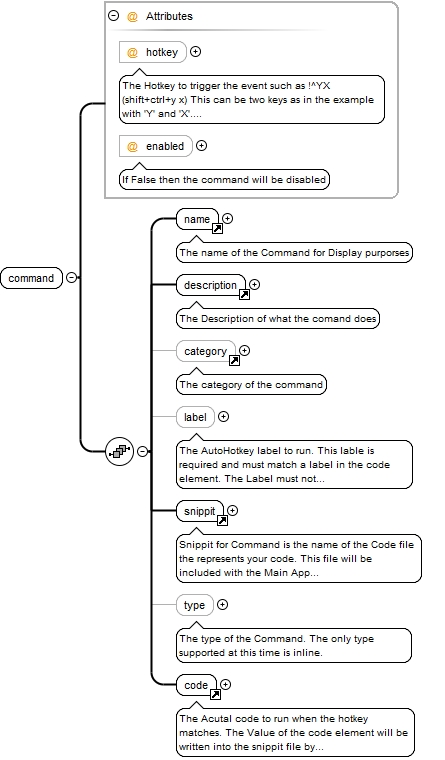 Attributes
@ hotkey
The Hotkey to trigger the event such as !^YX
(shift+ctrl+y x) This can be two keys as in the example
with 'Y' and 'X'....
@ enabled
If False then the command will be disabled
command
name
The name of the Command for Display purporses
description
The Description of what the comand does
category
The category of the command
label
The AutoHotkey label to run. This lable is
required and must match a label in the code
element. The Label must not...
snippit
Snippit for Command is the name of the Code file
the represents your code. This file will be
included with the Main App...
type
The type of the Command. The only type
supported at this time is inline.
code
The Acutal code to run when the hotkey
matches. The Value of the code element will be
written into the snippit file by...